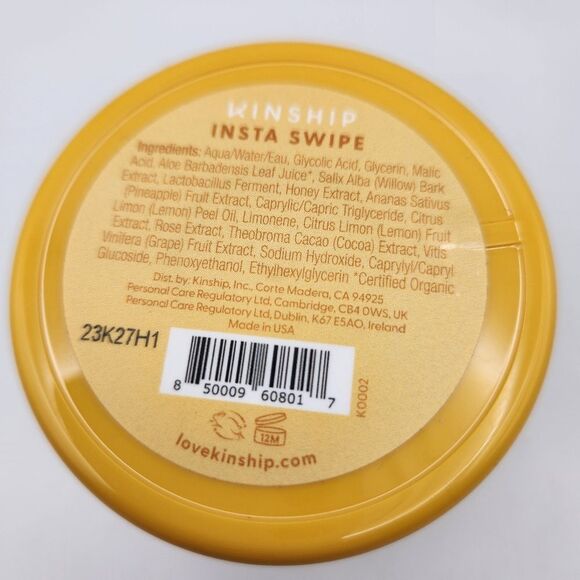 KINSHIP
INSTA SWIPE
Ingredients: Aqua/Water/Eau, Glycolic Acid, Glycerin, Malic
Acid, Aloe Barbadensis Leaf Juice*, Salix Alba (Willow) Bark
Extract, Lactobacillus Ferment, Honey Extract, Ananas Sativus
(Pineapple) Fruit Extract, Caprylic/Capric Triglyceride, Citrus
Limon (Lemon) Peel Oil, Limonene, Citrus Limon (Lemon) Fruit
Extract, Rose Extract, Theobroma Cacao (Cocoa) Extract, Vitis
Vinifera (Grape) Fruit Extract, Sodium Hydroxide, Caprylyl/Capryl
Glucoside, Phenoxyethanol, Ethylhexylglycerin *Certified Organic
Dist. by: Kinship, Inc., Corte Madera, CA 94925
Personal Care Regulatory Ltd, Cambridge, CB4 0WS, UK
Personal Care Regulatory Ltd, Dublin, K67 E5AO, Ireland
Made in USA
23K27H1
8 50009 60801 7
K0002
12M
lovekinship.com